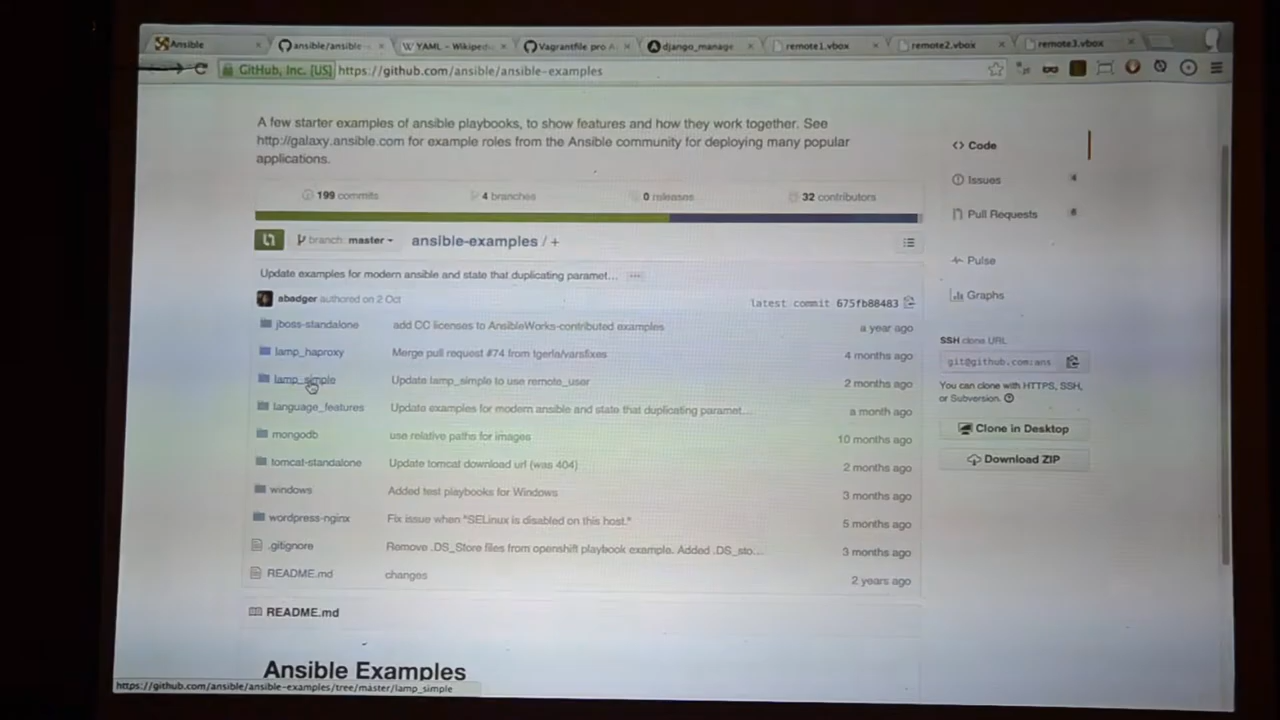 Ansible ansible/ansible- YAML - Wikiped Vagrantfile pro A django_manage remote1.vbox remote2.vbox remote3.vbox
GitHub, Inc. [US] https://github.com/ansible/ansible-examples
A few starter examples of ansible playbooks, to show features and how they work together. See
http://galaxy.ansible.com for example roles from the Ansible community for deploying many popular
applications.
199 commits 4 branches 0 releases 32 contributors
branch: master ansible-examples / +
Update examples for modern ansible and state that duplicating paramet...
abadger authored on 2 Oct latest commit 675fb88483
jboss-standalone add CC licenses to AnsibleWorks-contributed examples a year ago
lamp_haproxy Merge pull request #74 from tgerla/varsfixes 4 months ago
lamp_simple Update lamp_simple to use remote_user 2 months ago
language_features Update examples for modern ansible and state that duplicating paramet... a month ago
mongodb use relative paths for images 10 months ago
tomcat-standalone Update tomcat download url (was 404) 2 months ago
windows Added test playbooks for Windows 3 months ago
wordpress-nginx Fix issue when "SELinux is disabled on this host." 5 months ago
.gitignore Remove .DS_Store files from openshift playbook example. Added .DS_sto... 3 months ago
README.md changes 2 years ago
README.md
Ansible Examples
https://github.com/ansible/ansible-examples/tree/master/lamp_simple
Code
Issues 4
Pull Requests 6
Pulse
Graphs
SSH clone URL
git@github.com:ans
You can clone with HTTPS, SSH,
or Subversion.
Clone in Desktop
Download ZIP